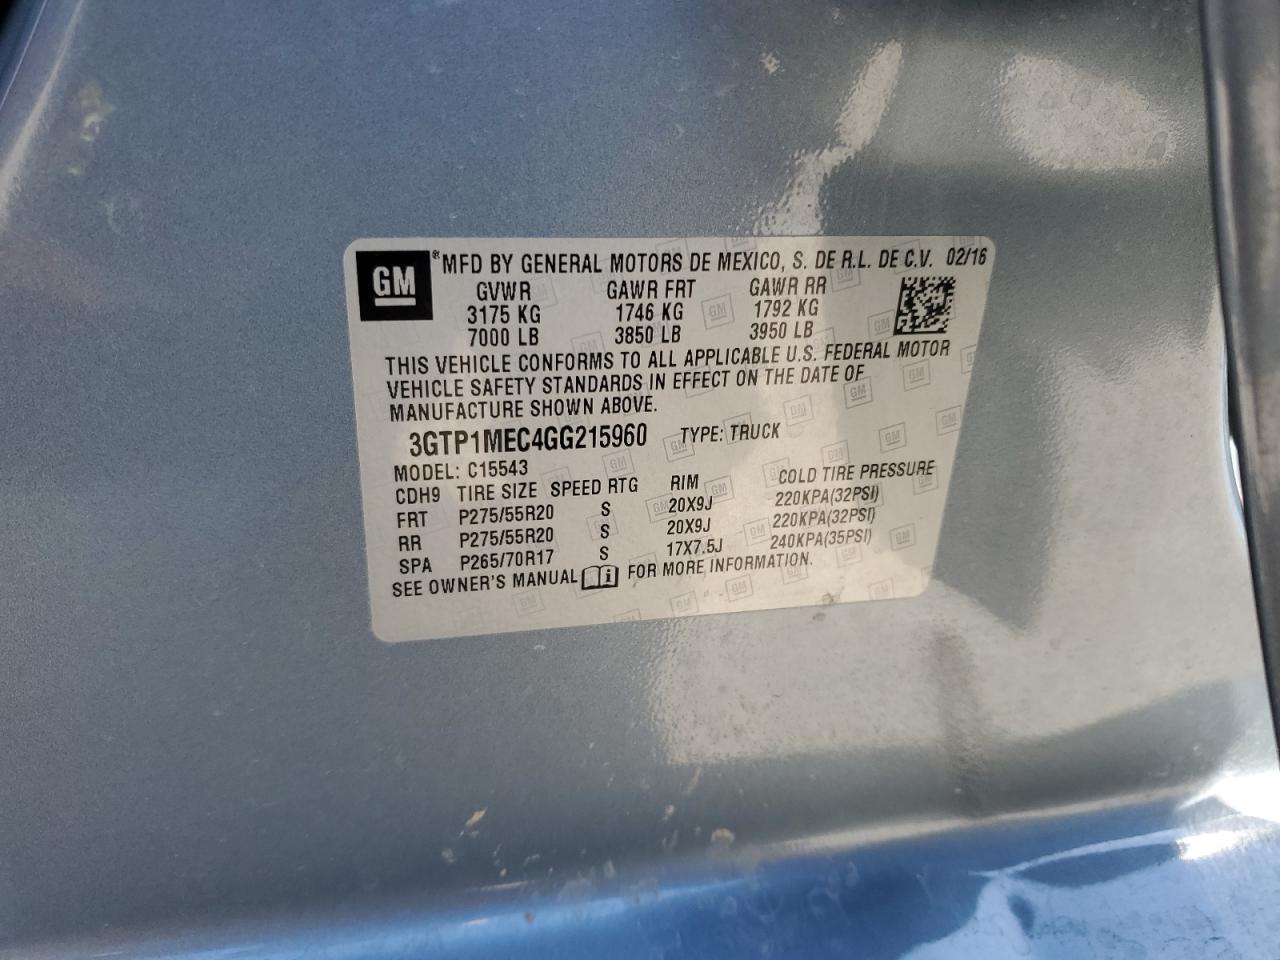 GM ® MFD BY GENERAL MOTORS DE MEXICO, S. DE R.L. DE C.V. 02/16
GVWR GAWR FRT GAWR RR
3175 KG 1746 KG 1792 KG
7000 LB 3850 LB 3950 LB
THIS VEHICLE CONFORMS TO ALL APPLICABLE U.S. FEDERAL MOTOR
VEHICLE SAFETY STANDARDS IN EFFECT ON THE DATE OF
MANUFACTURE SHOWN ABOVE.
3GTP1MEC4GG215960 TYPE: TRUCK
MODEL: C15543
CDH9 TIRE SIZE SPEED RTG RIM COLD TIRE PRESSURE
FRT P275/55R20 S 20X9J 220KPA(32PSI)
RR P275/55R20 S 20X9J 220KPA(32PSI)
SPA P265/70R17 S 17X7.5J 240KPA(35PSI)
SEE OWNER'S MANUAL i FOR MORE INFORMATION.